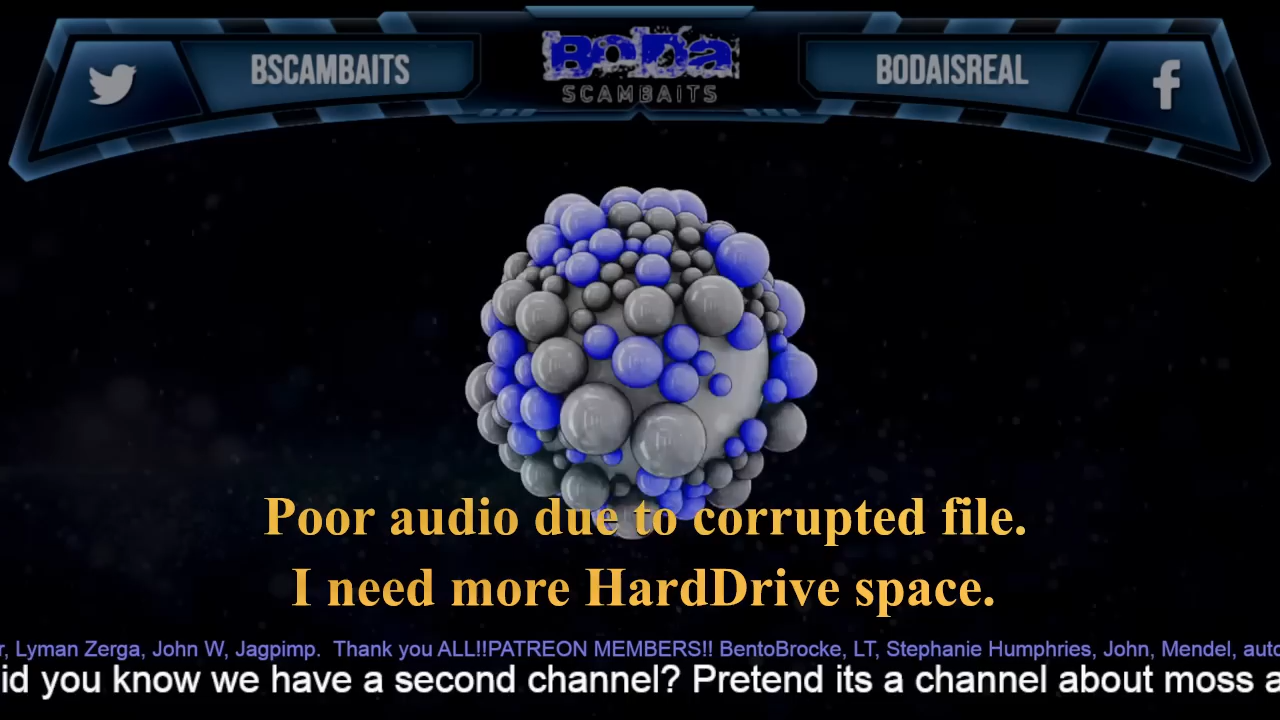 BSCAMBAITS
BoDa
SCAMBAITS
BODAISREAL
Poor audio due to corrupted file.
I need more HardDrive space.
r, Lyman Zerga, John W, Jagpimp. Thank you ALL!!PATREON MEMBERS!! BentoBrocke, LT, Stephanie Humphries, John, Mendel, auto
id you know we have a second channel? Pretend its a channel about moss a